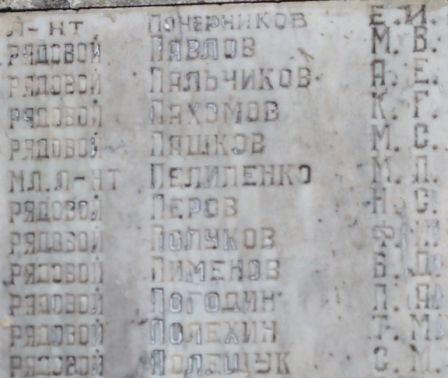 Л-НТ ПОЧЕРНИКОВ Е.И.
РЯДОВОЙ ПАВЛОВ М.В.
РЯДОВОЙ ПАЛЬЧИКОВ А.Е.
РЯДОВОЙ ПАХОМОВ К.Г.
РЯДОВОЙ ПАШКОВ М.С.
МЛ.Л-НТ ПЕЛИПЕНКО М.П.
РЯДОВОЙ ПЕРОВ Н.С.
РЯДОВОЙ ПОЛУКОВ
РЯДОВОЙ ПИМЕНОВ
РЯДОВОЙ ПОГОДИН П.Я.
РЯДОВОЙ ПОЛЕХИН Г.М.
РЯДОВОЙ ПОЛЕЩУК С.М.